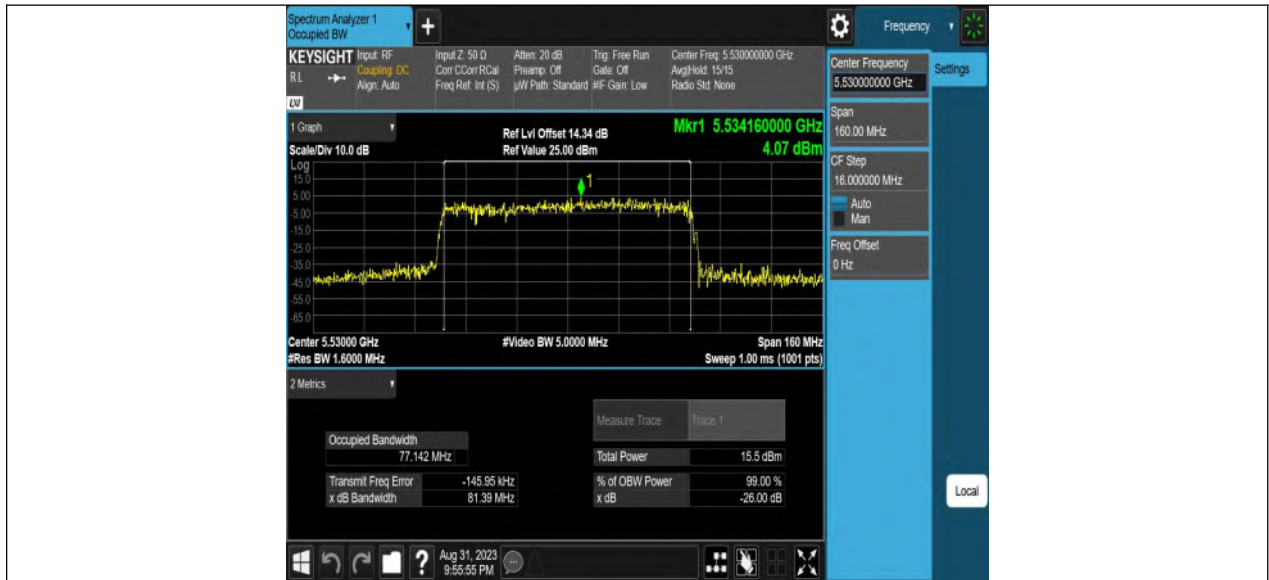 Spectrum Analyzer 1
Occupied BW
+
Frequency
KEYSIGHT
Input: RF
Coupling: DC
Align: Auto
Input Z: 50 Ω
Corr CCorr RCal
Freq Ref: Int (S)
Atten: 20 dB
Preamp: Off
µW Path: Standard
Trig: Free Run
Gate: Off
#IF Gain: Low
Center Freq: 5.530000000 GHz
Avg|Hold: 15/15
Radio Std: None
RL
LXI
Center Frequency
5.530000000 GHz
Settings
Span
160.00 MHz
CF Step
16.000000 MHz
Auto
Man
Freq Offset
0 Hz
1 Graph
Ref Lvl Offset 14.34 dB
Mkr1 5.534160000 GHz
Scale/Div 10.0 dB
Ref Value 25.00 dBm
4.07 dBm
Log
15.0
5.00
-5.00
-15.0
-25.0
-35.0
-45.0
-55.0
-65.0
1
Center 5.53000 GHz
#Video BW 5.0000 MHz
Span 160 MHz
#Res BW 1.6000 MHz
Sweep 1.00 ms (1001 pts)
2 Metrics
Measure Trace
Trace 1
Occupied Bandwidth
77.142 MHz
Total Power
15.5 dBm
Transmit Freq Error
-145.95 kHz
% of OBW Power
99.00 %
x dB Bandwidth
81.39 MHz
x dB
-26.00 dB
Local
?
Aug 31, 2023
9:55:55 PM